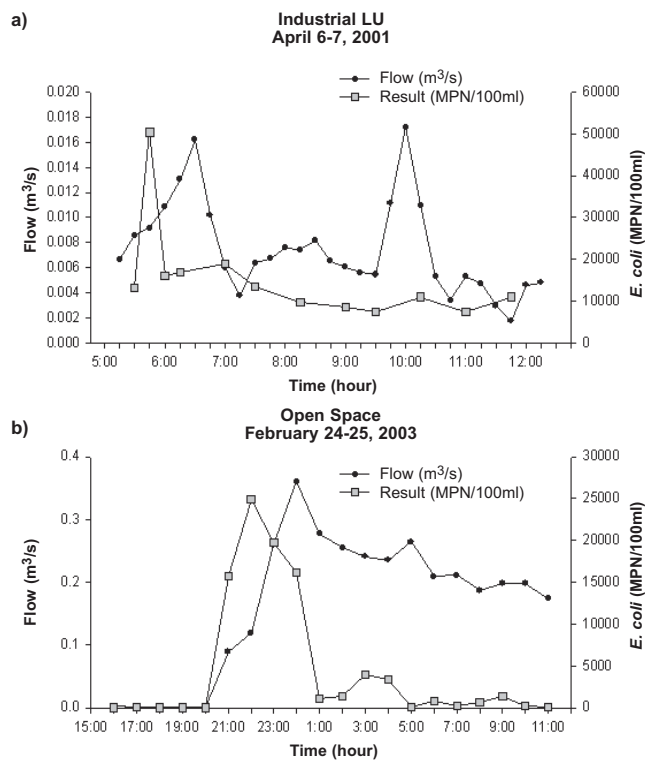 a)
Industrial LU
April 6-7, 2001
Flow (m³/s)
Result (MPN/100ml)
0.020
0.018
0.016
0.014
0.012
0.010
0.008
0.006
0.004
0.002
0.000
Flow (m³/s)
60000
50000
40000
30000
20000
10000
0
E. coli (MPN/100ml)
5:00 6:00 7:00 8:00 9:00 10:00 11:00 12:00
Time (hour)
b)
Open Space
February 24-25, 2003
Flow (m³/s)
Result (MPN/100ml)
0.4
0.3
0.2
0.1
0.0
Flow (m³/s)
30000
25000
20000
15000
10000
5000
0
E. coli (MPN/100ml)
15:00 17:00 19:00 21:00 23:00 1:00 3:00 5:00 7:00 9:00 11:00
Time (hour)